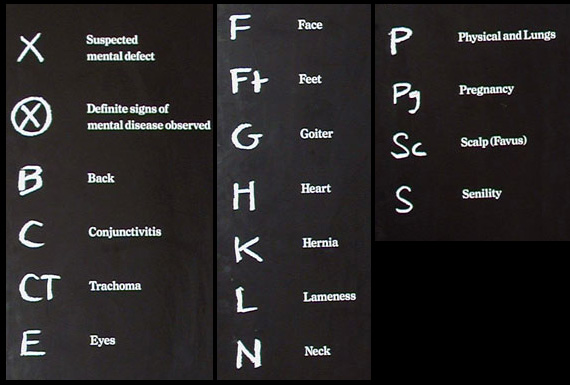 X Suspected
mental defect
X Definite signs of
mental disease observed
B Back
C Conjunctivitis
CT Trachoma
E Eyes
F Face
Ft Feet
G Goiter
H Heart
K Hernia
L Lameness
N Neck
P Physical and Lungs
Pg Pregnancy
Sc Scalp (Favus)
S Senility